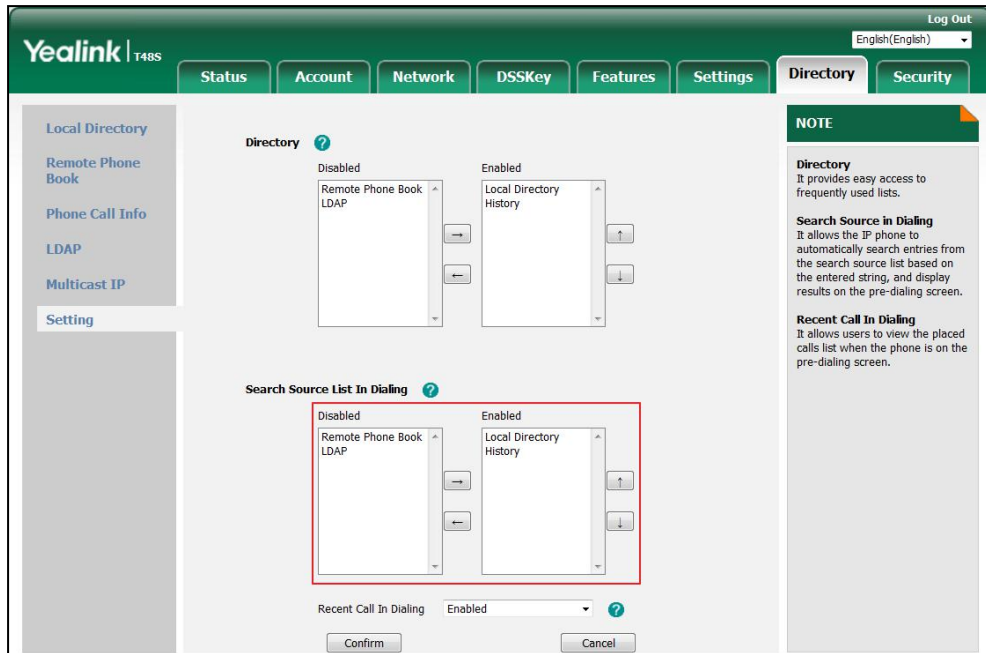 Log Out
Yealink | T48S
English(English)
Status
Account
Network
DSSKey
Features
Settings
Directory
Security
Local Directory
Remote Phone
Book
Phone Call Info
LDAP
Multicast IP
Setting
Directory ?
Disabled
Remote Phone Book
LDAP
→
←
Enabled
Local Directory
History
↑
↓
Search Source List In Dialing ?
Disabled
Remote Phone Book
LDAP
→
←
Enabled
Local Directory
History
↑
↓
Recent Call In Dialing Enabled ?
Confirm
Cancel
NOTE
Directory
It provides easy access to
frequently used lists.
Search Source in Dialing
It allows the IP phone to
automatically search entries from
the search source list based on
the entered string, and display
results on the pre-dialing screen.
Recent Call In Dialing
It allows users to view the placed
calls list when the phone is on the
pre-dialing screen.